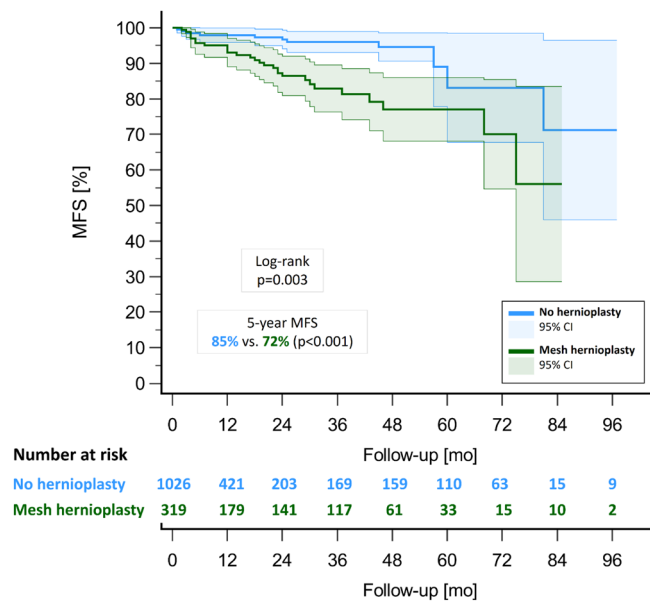 100
90
80
70
60
50
40
30
20
10
0
MFS [%]
Log-rank
p=0.003
5-year MFS
85% vs. 72% (p<0.001)
No hernioplasty
95% CI
Mesh hernioplasty
95% CI
0 12 24 36 48 60 72 84 96
Number at risk
Follow-up [mo]
No hernioplasty 1026 421 203 169 159 110 63 15 9
Mesh hernioplasty 319 179 141 117 61 33 15 10 2
0 12 24 36 48 60 72 84 96
Follow-up [mo]